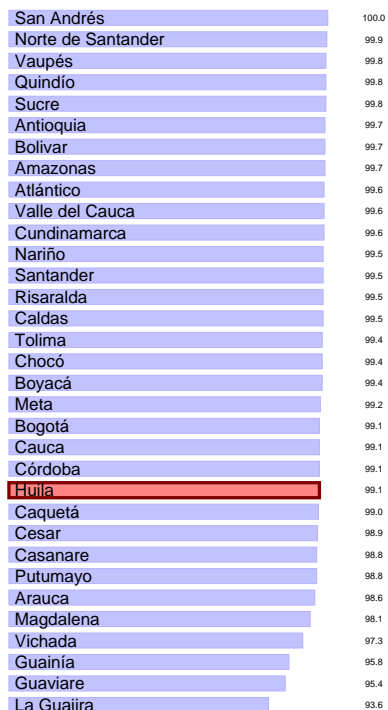 San Andrés 100.0
Norte de Santander 99.9
Vaupés 99.8
Quindío 99.8
Sucre 99.8
Antioquia 99.7
Bolivar 99.7
Amazonas 99.7
Atlántico 99.6
Valle del Cauca 99.6
Cundinamarca 99.6
Nariño 99.5
Santander 99.5
Risaralda 99.5
Caldas 99.5
Tolima 99.4
Chocó 99.4
Boyacá 99.4
Meta 99.2
Bogotá 99.1
Cauca 99.1
Córdoba 99.1
Huila 99.1
Caquetá 99.0
Cesar 98.9
Casanare 98.8
Putumayo 98.8
Arauca 98.6
Magdalena 98.1
Vichada 97.3
Guainía 95.8
Guaviare 95.4
La Guajira 93.6